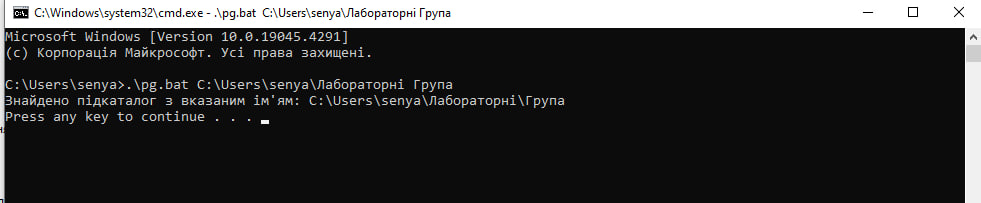 C:\Windows\system32\cmd.exe - .\pg.bat C:\Users\senya\Лабораторні Група
Microsoft Windows [Version 10.0.19045.4291]
(c) Корпорація Майкрософт. Усі права захищені.
C:\Users\senya>.\pg.bat C:\Users\senya\Лабораторні Група
Знайдено підкаталог з вказаним ім'ям: C:\Users\senya\Лабораторні\Група
Press any key to continue . . .